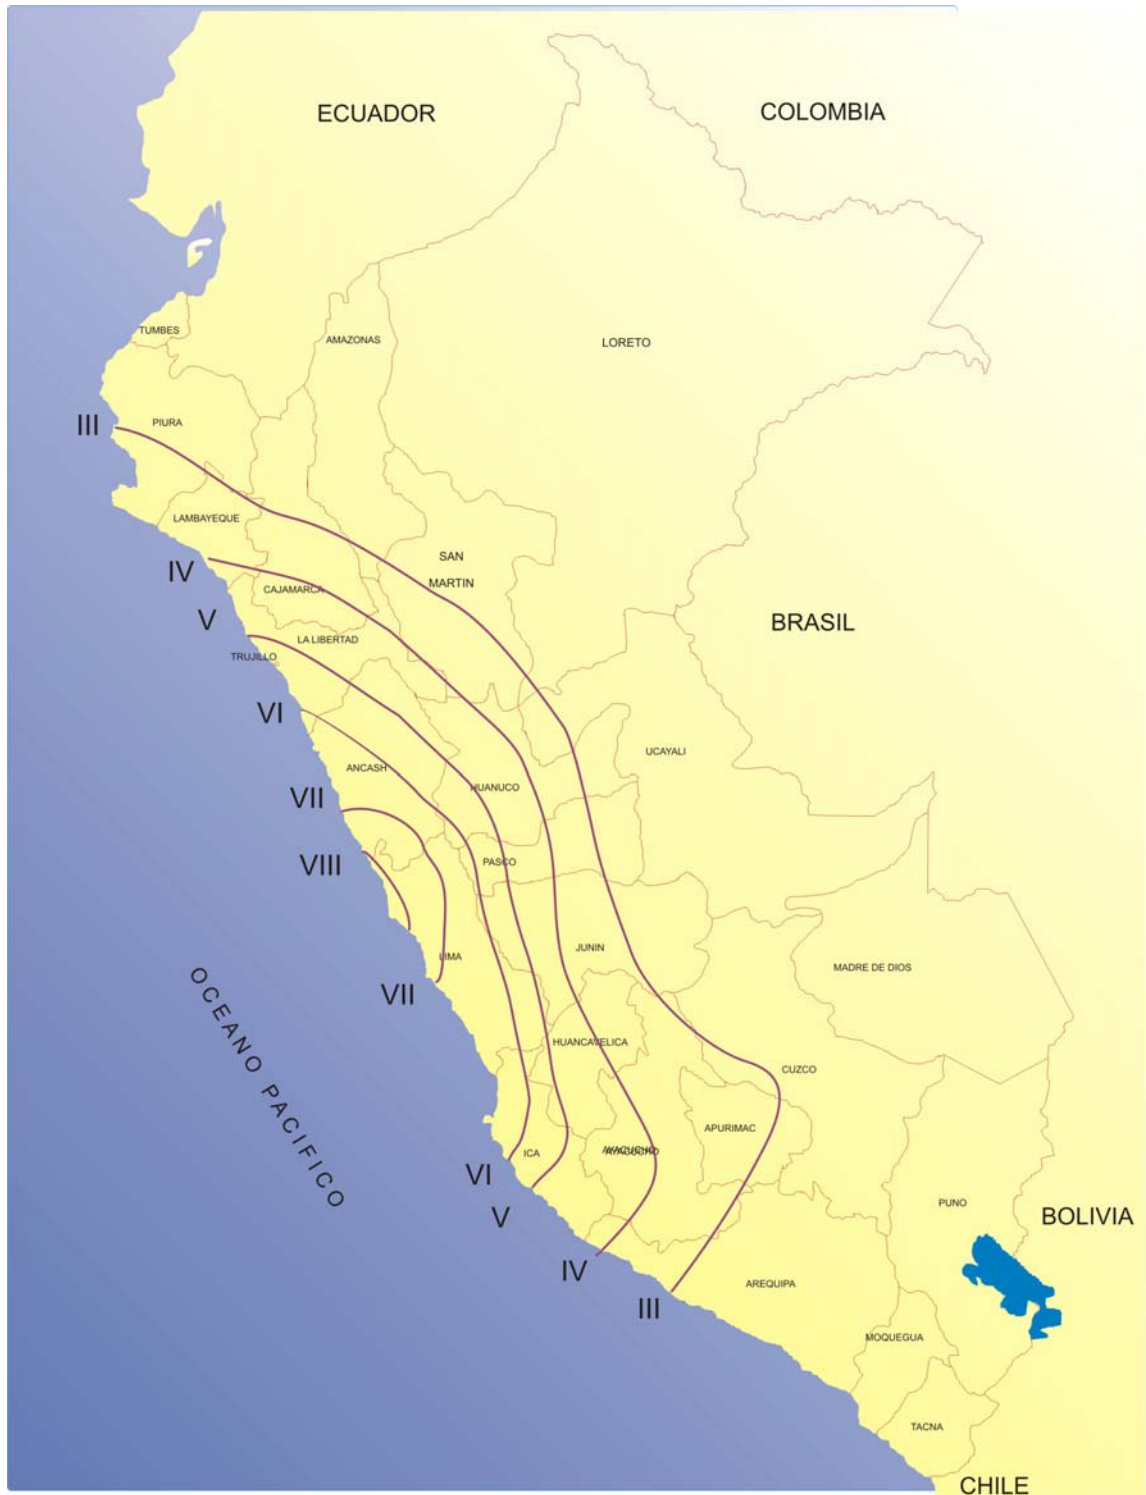 ECUADOR
COLOMBIA
TUMBES
AMAZONAS
LORETO
III
PIURA
LAMBAYEQUE
SAN
MARTIN
IV
CAJAMARCA
V
LA LIBERTAD
BRASIL
TRUJILLO
VI
UCAYALI
ANCASH
HUANUCO
VII
VIII
PASCO
JUNIN
LIMA
MADRE DE DIOS
VII
OCEANO PACIFICO
HUANCAVELICA
CUZCO
APURIMAC
AYACUCHO
AYACUCHO
ICA
VI
PUNO
V
BOLIVIA
IV
AREQUIPA
III
MOQUEGUA
TACNA
CHILE